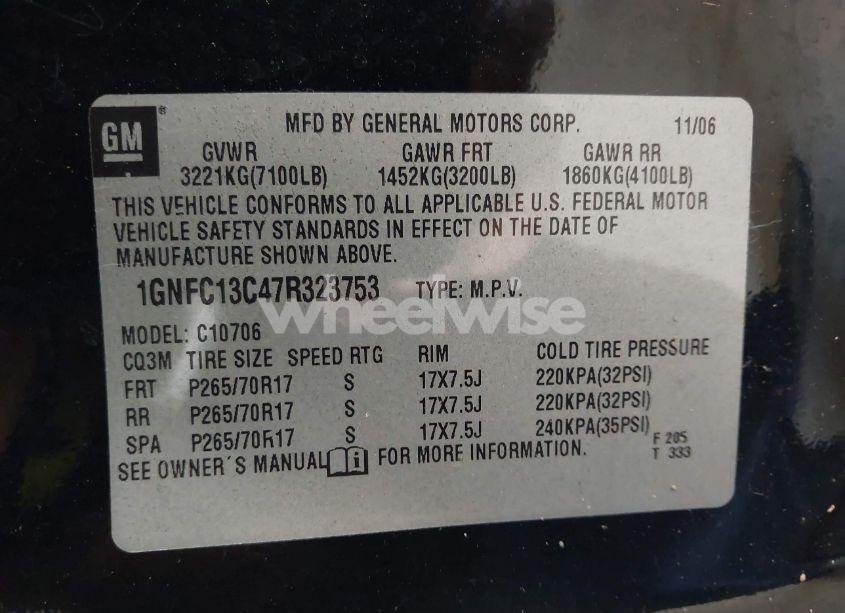 GM ®
MFD BY GENERAL MOTORS CORP. 11/06
GVWR GAWR FRT GAWR RR
3221KG(7100LB) 1452KG(3200LB) 1860KG(4100LB)
THIS VEHICLE CONFORMS TO ALL APPLICABLE U.S. FEDERAL MOTOR
VEHICLE SAFETY STANDARDS IN EFFECT ON THE DATE OF
MANUFACTURE SHOWN ABOVE.
1GNFC13C47R323753 TYPE: M.P.V.
wheelwise
MODEL: C10706
CQ3M TIRE SIZE SPEED RTG RIM COLD TIRE PRESSURE
FRT P265/70R17 S 17X7.5J 220KPA(32PSI)
RR P265/70R17 S 17X7.5J 220KPA(32PSI)
SPA P265/70R17 S 17X7.5J 240KPA(35PSI)
SEE OWNER´S MANUAL i FOR MORE INFORMATION.
F 205
T 333